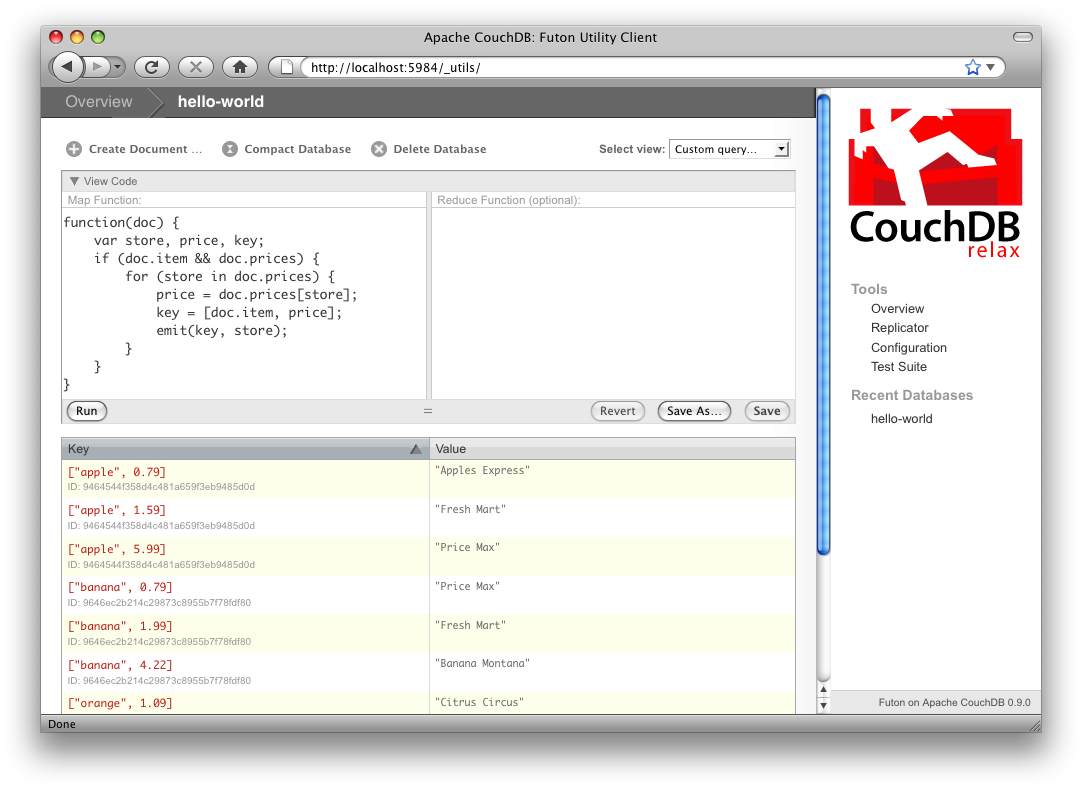 Apache CouchDB: Futon Utility Client
http://localhost:5984/_utils/
Overview hello-world
Create Document ... Compact Database Delete Database Select view: Custom query...
View Code
Map Function: Reduce Function (optional):
function(doc) {
    var store, price, key;
    if (doc.item && doc.prices) {
        for (store in doc.prices) {
            price = doc.prices[store];
            key = [doc.item, price];
            emit(key, store);
        }
    }
}
Run = Revert Save As... Save
Key Value
["apple", 0.79] "Apples Express"
ID: 9464544f358d4c481a659f3eb9485d0d
["apple", 1.59] "Fresh Mart"
ID: 9464544f358d4c481a659f3eb9485d0d
["apple", 5.99] "Price Max"
ID: 9464544f358d4c481a659f3eb9485d0d
["banana", 0.79] "Price Max"
ID: 9646ec2b214c29873c8955b7f78fdf80
["banana", 1.99] "Fresh Mart"
ID: 9646ec2b214c29873c8955b7f78fdf80
["banana", 4.22] "Banana Montana"
ID: 9646ec2b214c29873c8955b7f78fdf80
["orange", 1.09] "Citrus Circus"
CouchDB
relax
Tools
Overview
Replicator
Configuration
Test Suite
Recent Databases
hello-world
Futon on Apache CouchDB 0.9.0
Done